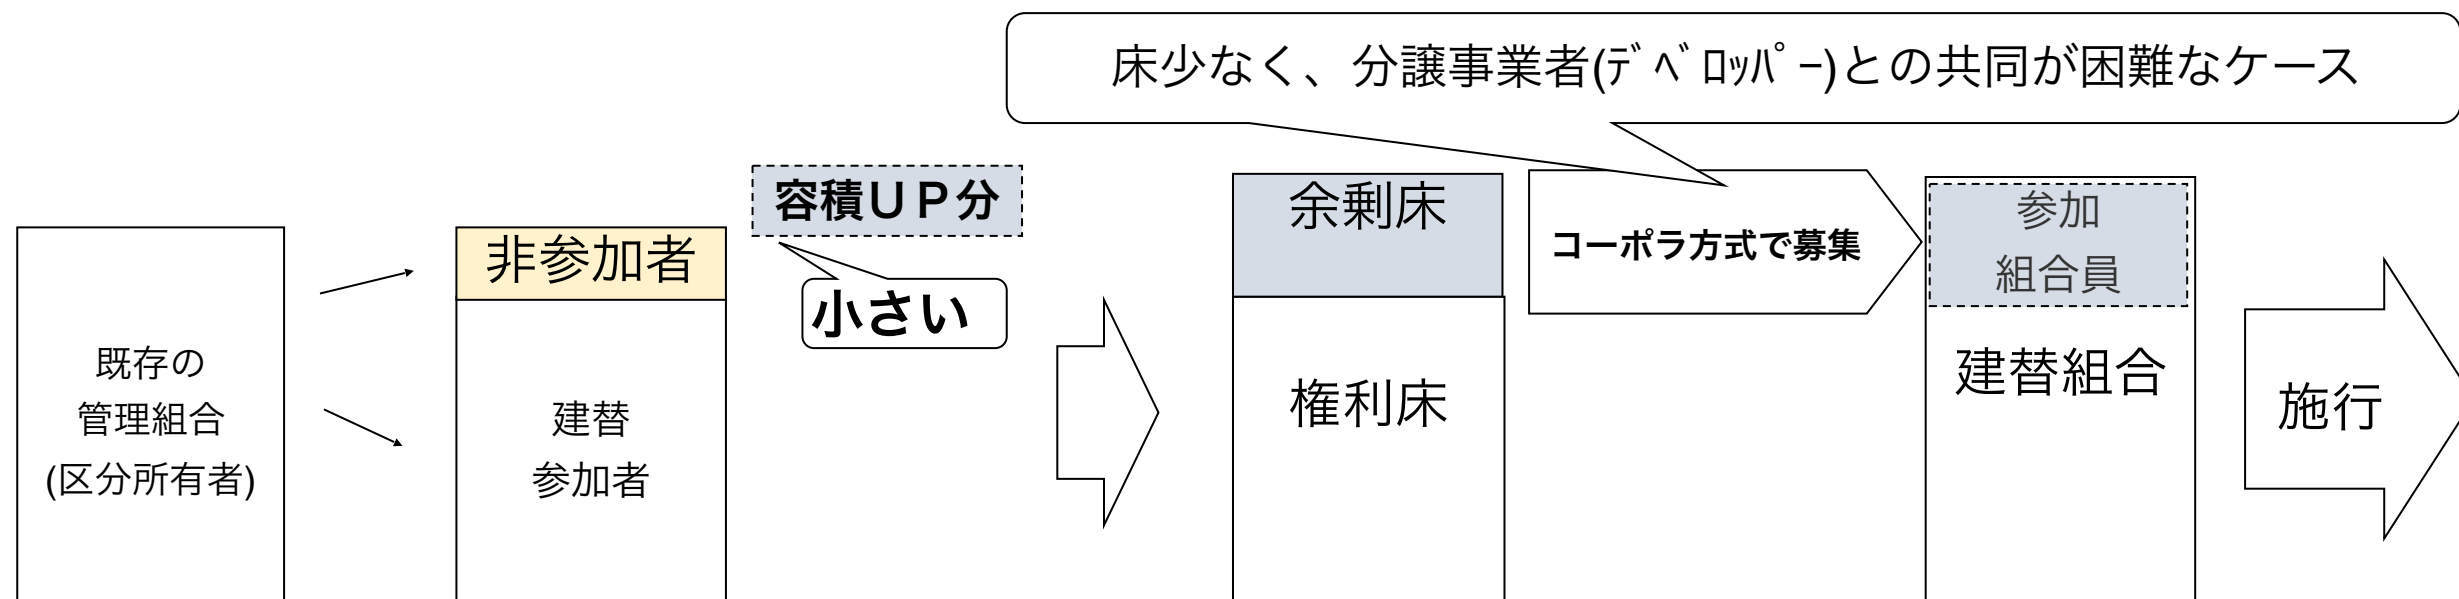 床少なく、分譲事業者(ﾃﾞﾍﾞﾛｯﾊﾟｰ)との共同が困難なケース
既存の
管理組合
(区分所有者)
非参加者
建替
参加者
容積ＵＰ分
小さい
余剰床
権利床
コーポラ方式で募集
参加
組合員
建替組合
施行